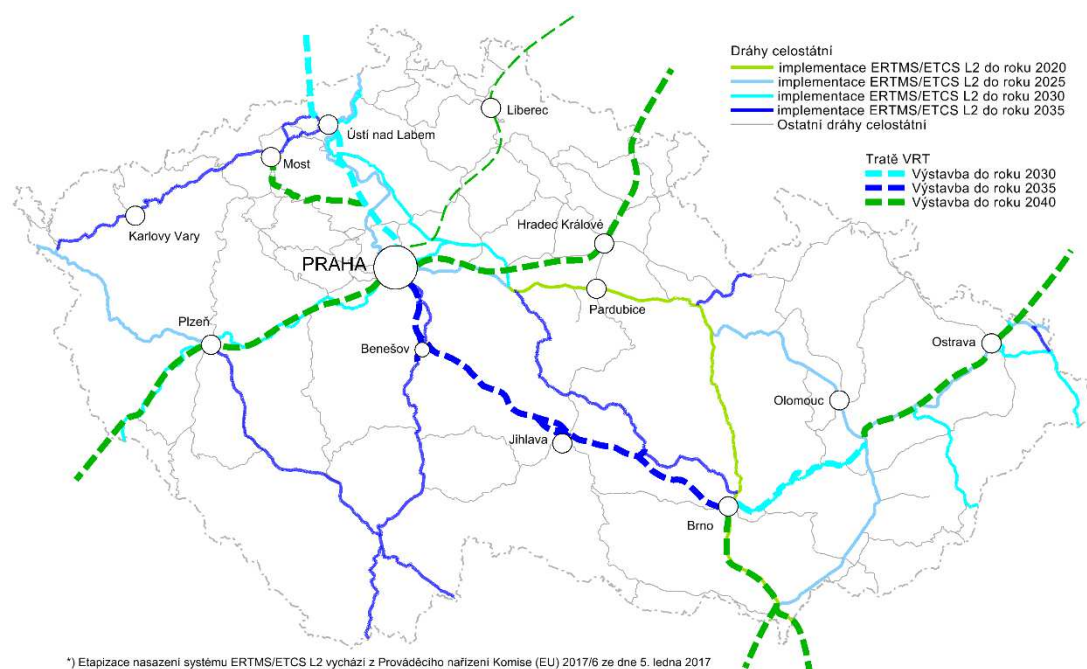 Dráhy celostátní
implementace ERTMS/ETCS L2 do roku 2020
implementace ERTMS/ETCS L2 do roku 2025
implementace ERTMS/ETCS L2 do roku 2030
implementace ERTMS/ETCS L2 do roku 2035
Ostatní dráhy celostátní
Tratě VRT
Výstavba do roku 2030
Výstavba do roku 2035
Výstavba do roku 2040
Liberec
Ústí nad Labem
Most
Karlovy Vary
Hradec Králové
PRAHA
Pardubice
Plzeň
Benešov
Ostrava
Olomouc
Jihlava
Brno
*) Etapizace nasazení systému ERTMS/ETCS L2 vychází z Prováděcího nařízení Komise (EU) 2017/6 ze dne 5. ledna 2017